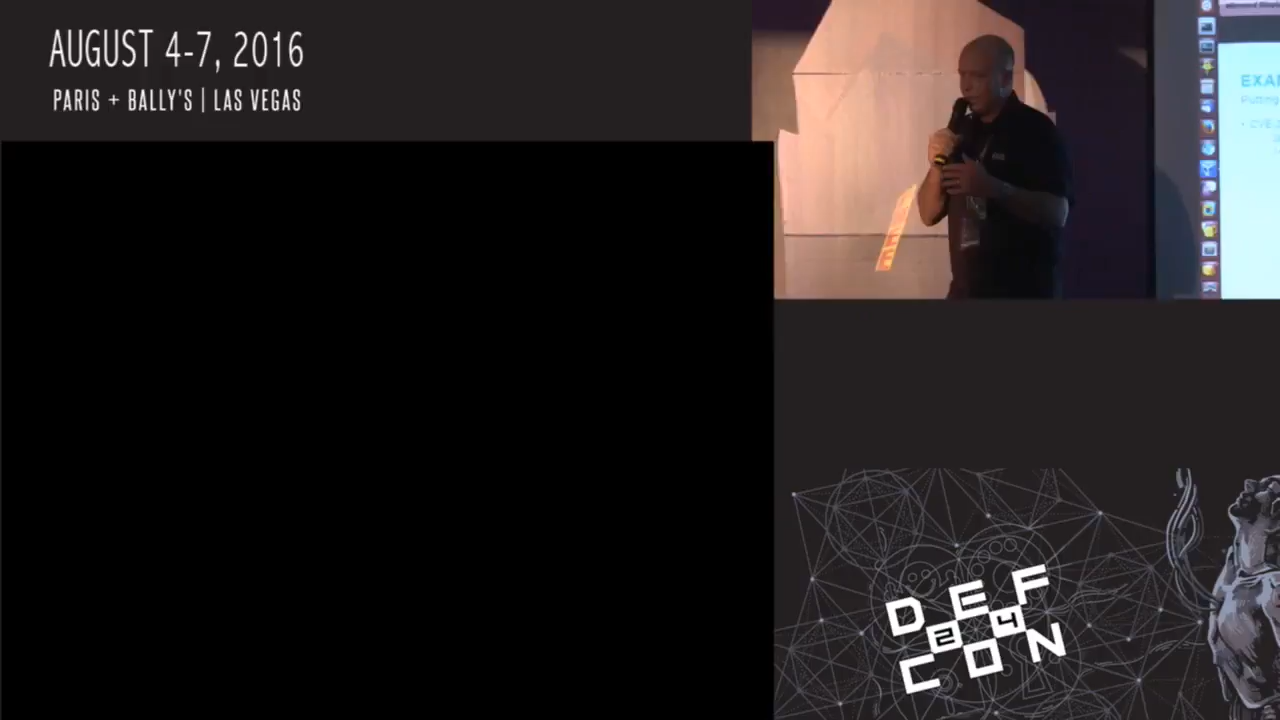 AUGUST 4-7, 2016
PARIS + BALLY'S | LAS VEGAS
DEF
24
CON